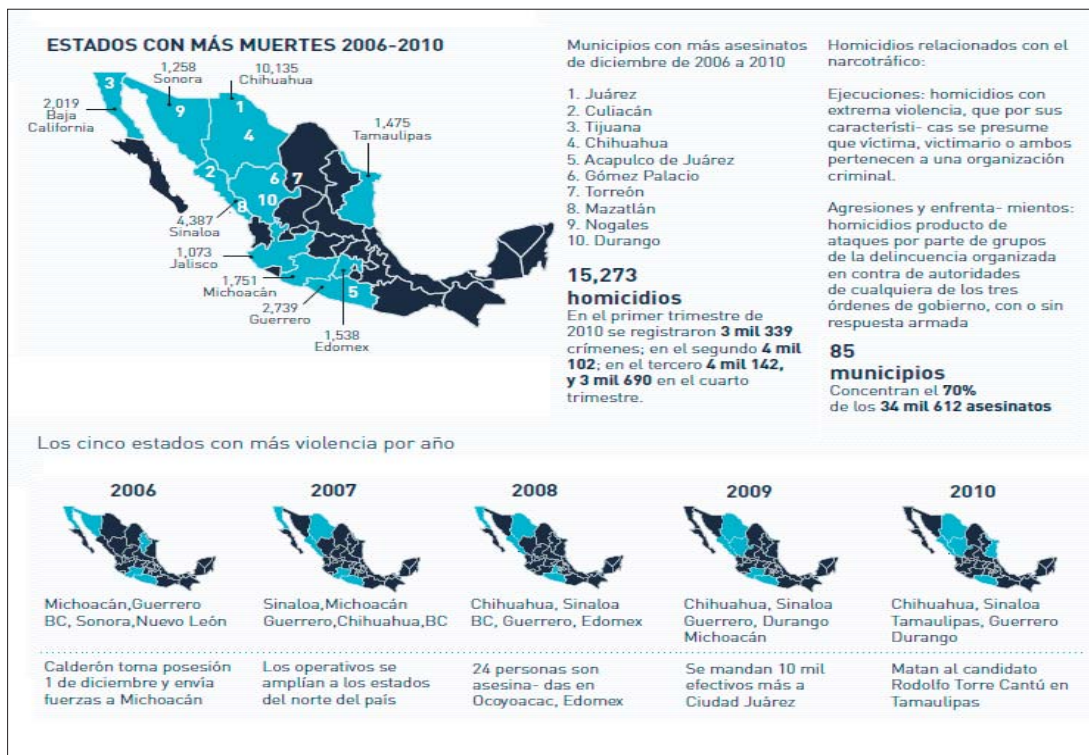 ESTADOS CON MÁS MUERTES 2006-2010
1,258
Sonora
10,135
Chihuahua
2,019
Baja
California
1,475
Tamaulipas
4,387
Sinaloa
1,073
Jalisco
1,751
Michoacán
2,739
Guerrero
1,538
Edomex
3
9
1
4
2
6
7
8
10
5
Municipios con más asesinatos
de diciembre de 2006 a 2010
1. Juárez
2. Culiacán
3. Tijuana
4. Chihuahua
5. Acapulco de Juárez
6. Gómez Palacio
7. Torreón
8. Mazatlán
9. Nogales
10. Durango
15,273
homicidios
En el primer trimestre de
2010 se registraron 3 mil 339
crímenes; en el segundo 4 mil
102; en el tercero 4 mil 142,
y 3 mil 690 en el cuarto
trimestre.
Homicidios relacionados con el
narcotráfico:
Ejecuciones: homicidios con
extrema violencia, que por sus
característi- cas se presume
que víctima, victimario o ambos
pertenecen a una organización
criminal.
Agresiones y enfrenta- mientos:
homicidios producto de
ataques por parte de grupos
de la delincuencia organizada
en contra de autoridades
de cualquiera de los tres
órdenes de gobierno, con o sin
respuesta armada
85
municipios
Concentran el 70%
de los 34 mil 612 asesinatos
Los cinco estados con más violencia por año
2006
Michoacán,Guerrero
BC, Sonora,Nuevo León
Calderón toma posesión
1 de diciembre y envía
fuerzas a Michoacán
2007
Sinaloa,Michoacán
Guerrero,Chihuahua,BC
Los operativos se
amplían a los estados
del norte del país
2008
Chihuahua, Sinaloa
BC, Guerrero, Edomex
24 personas son
asesina- das en
Ocoyoacac, Edomex
2009
Chihuahua, Sinaloa
Guerrero, Durango
Michoacán
Se mandan 10 mil
efectivos más a
Ciudad Juárez
2010
Chihuahua, Sinaloa
Tamaulipas, Guerrero
Durango
Matan al candidato
Rodolfo Torre Cantú en
Tamaulipas